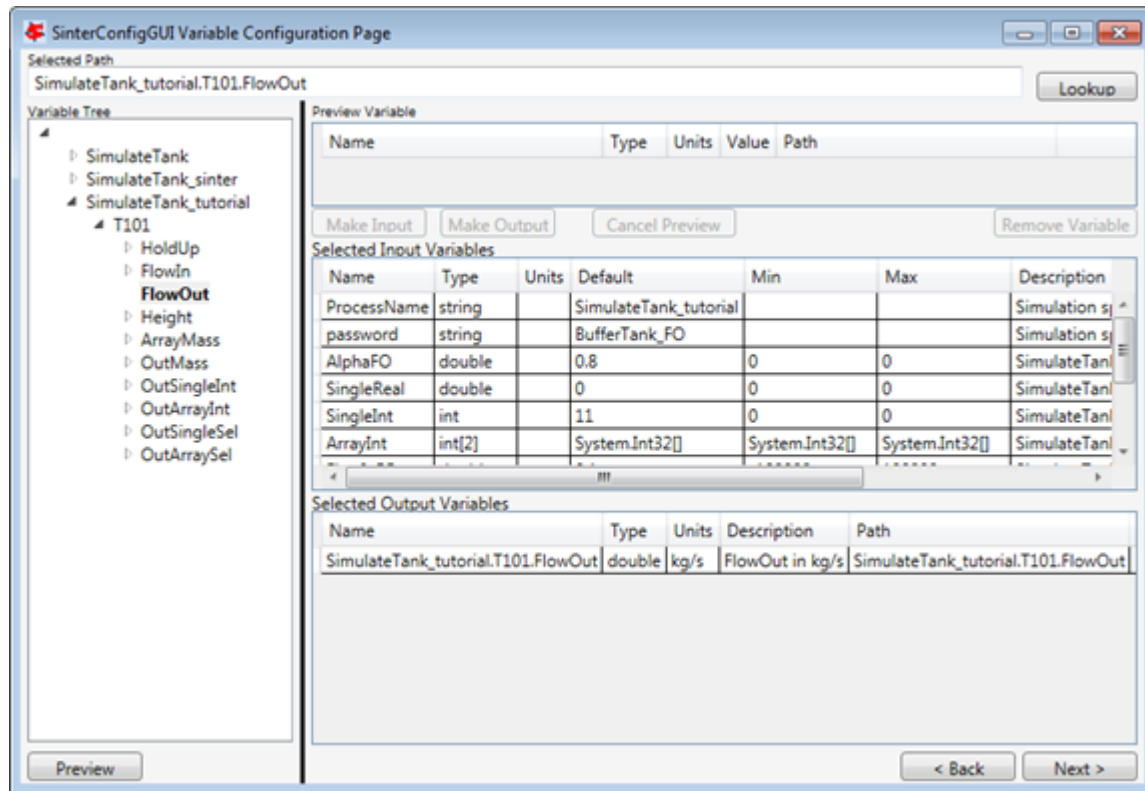 SinterConfigGUI Variable Configuration Page
Selected Path
SimulateTank_tutorial.T101.FlowOut
Lookup
Variable Tree
SimulateTank
SimulateTank_sinter
SimulateTank_tutorial
T101
HoldUp
FlowIn
FlowOut
Height
ArrayMass
OutMass
OutSingleInt
OutArrayInt
OutSingleSel
OutArraySel
Preview
Preview Variable
Name Type Units Value Path
Make Input Make Output Cancel Preview Remove Variable
Selected Input Variables
Name Type Units Default Min Max Description
ProcessName string SimulateTank_tutorial Simulation
password string BufferTank_FO Simulation
AlphaFO double 0.8 0 0
SingleReal double 0 0 0
SingleInt int 11 0 0
ArrayInt int[2] System.Int32[] System.Int32[] System.Int32[]
Selected Output Variables
Name Type Units Description Path
SimulateTank_tutorial.T101.FlowOut double kg/s FlowOut in kg/s SimulateTank_tutorial.T101.FlowOut
< Back Next >